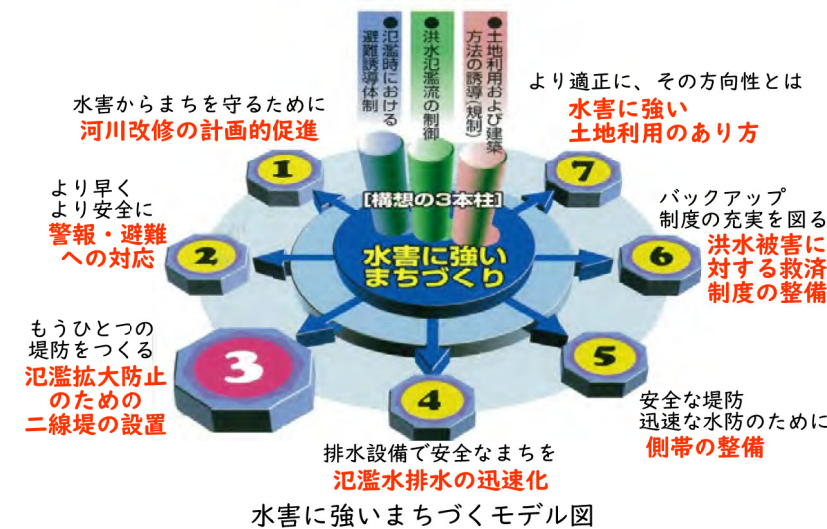 ●氾濫時における
避難誘導体制
●洪水氾濫流の制御
●土地利用および建築
方法の誘導(規制)
[構想の3本柱]
水害に強い
まちづくり
1
水害からまちを守るために
河川改修の計画的促進
2
より早く
より安全に
警報・避難
への対応
3
もうひとつの
堤防をつくる
氾濫拡大防止
のための
二線堤の設置
4
排水設備で安全なまちを
氾濫水排水の迅速化
5
安全な堤防
迅速な水防のために
側帯の整備
6
バックアップ
制度の充実を図る
洪水被害に
対する救済
制度の整備
7
より適正に、その方向性とは
水害に強い
土地利用のあり方
水害に強いまちづくモデル図